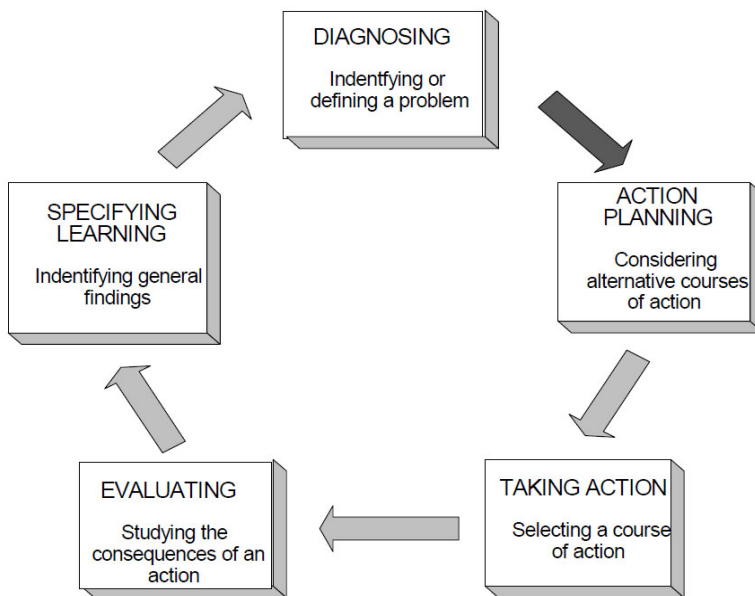 DIAGNOSING
Indentfying or
defining a problem
ACTION
PLANNING
Considering
alternative courses
of action
TAKING ACTION
Selecting a course
of action
EVALUATING
Studying the
consequences of an
action
SPECIFYING
LEARNING
Indentifying general
findings